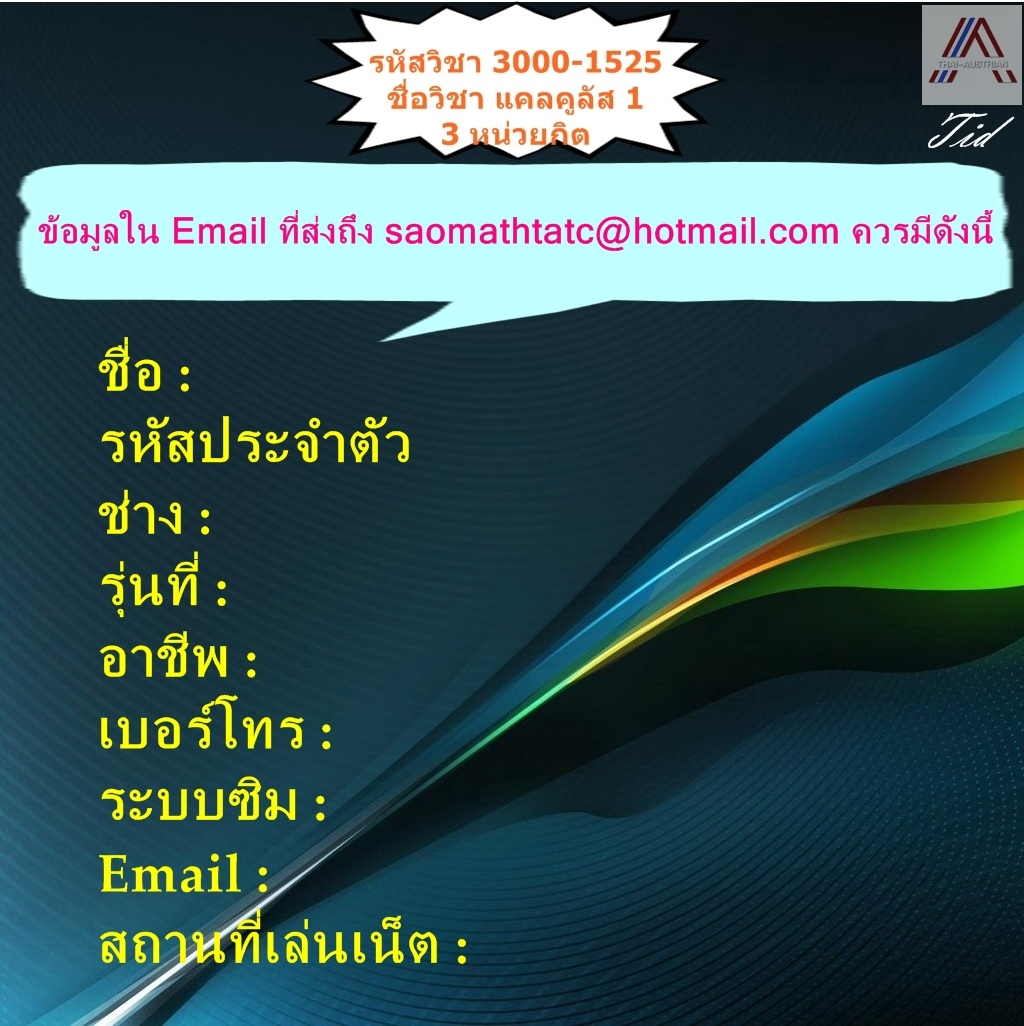 รหัสวิชา 3000-1525
ชื่อวิชา แคลคูลัส 1
3 หน่วยกิต
THAI-AUSTRIAN
Tid
ข้อมูลใน Email ที่ส่งถึง saomathtatc@hotmail.com ควรมีดังนี้
ชื่อ :
รหัสประจำตัว
ช่าง :
รุ่นที่ :
อาชีพ :
เบอร์โทร :
ระบบซิม :
Email :
สถานที่เล่นเน็ต :